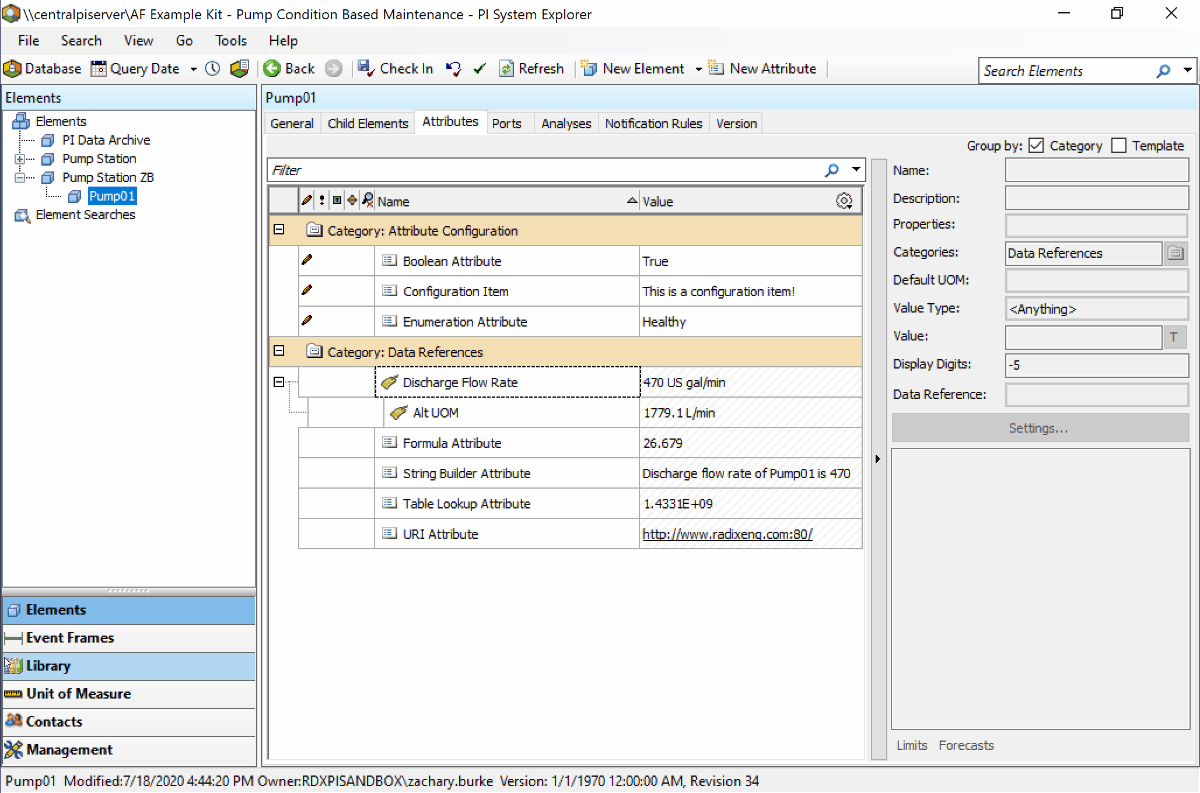 \\centralpiserver\AF Example Kit - Pump Condition Based Maintenance - PI System Explorer
File Search View Go Tools Help
Database Query Date Back Check In Refresh New Element New Attribute Search Elements
Elements
Elements
PI Data Archive
Pump Station
Pump Station ZB
Pump01
Element Searches
Elements
Event Frames
Library
Unit of Measure
Contacts
Management
Pump01
General Child Elements Attributes Ports Analyses Notification Rules Version
Group by: Category Template
Filter
Name Value
Category: Attribute Configuration
Boolean Attribute True
Configuration Item This is a configuration item!
Enumeration Attribute Healthy
Category: Data References
Discharge Flow Rate 470 US gal/min
Alt UOM 1779.1 L/min
Formula Attribute 26.679
String Builder Attribute Discharge flow rate of Pump01 is 470
Table Lookup Attribute 1.4331E+09
URI Attribute http://www.radixeng.com:80/
Name:
Description:
Properties:
Categories: Data References
Default UOM:
Value Type: <Anything>
Value: T
Display Digits: -5
Data Reference:
Settings...
Limits Forecasts
Pump01 Modified:7/18/2020 4:44:20 PM Owner:RDXPISANDBOX\zachary.burke Version: 1/1/1970 12:00:00 AM, Revision 34